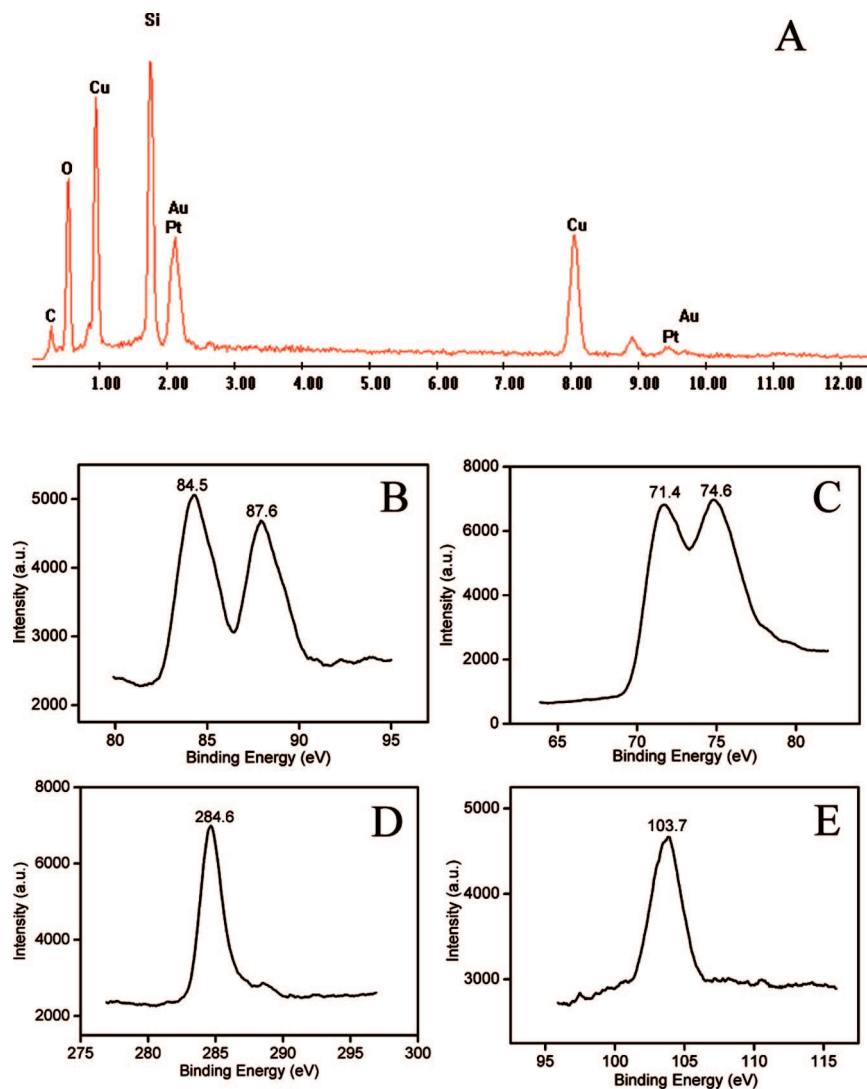 A
Si
Cu
O
Au
Pt
C
Cu
Au
Pt
1.00 2.00 3.00 4.00 5.00 6.00 7.00 8.00 9.00 10.00 11.00 12.00
B
84.5
87.6
5000
4000
3000
2000
Intensity (a.u.)
80 85 90 95
Binding Energy (eV)
C
71.4 74.6
8000
6000
4000
2000
0
Intensity (a.u.)
65 70 75 80
Binding Energy (eV)
D
284.6
8000
6000
4000
2000
Intensity (a.u.)
275 280 285 290 295 300
Binding Energy (eV)
E
103.7
5000
4000
3000
Intensity (a.u.)
95 100 105 110 115
Binding Energy (eV)